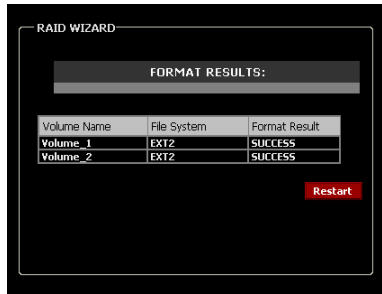 RAID WIZARD
FORMAT RESULTS:
Volume Name File System Format Result
Volume_1 EXT2 SUCCESS
Volume_2 EXT2 SUCCESS
Restart